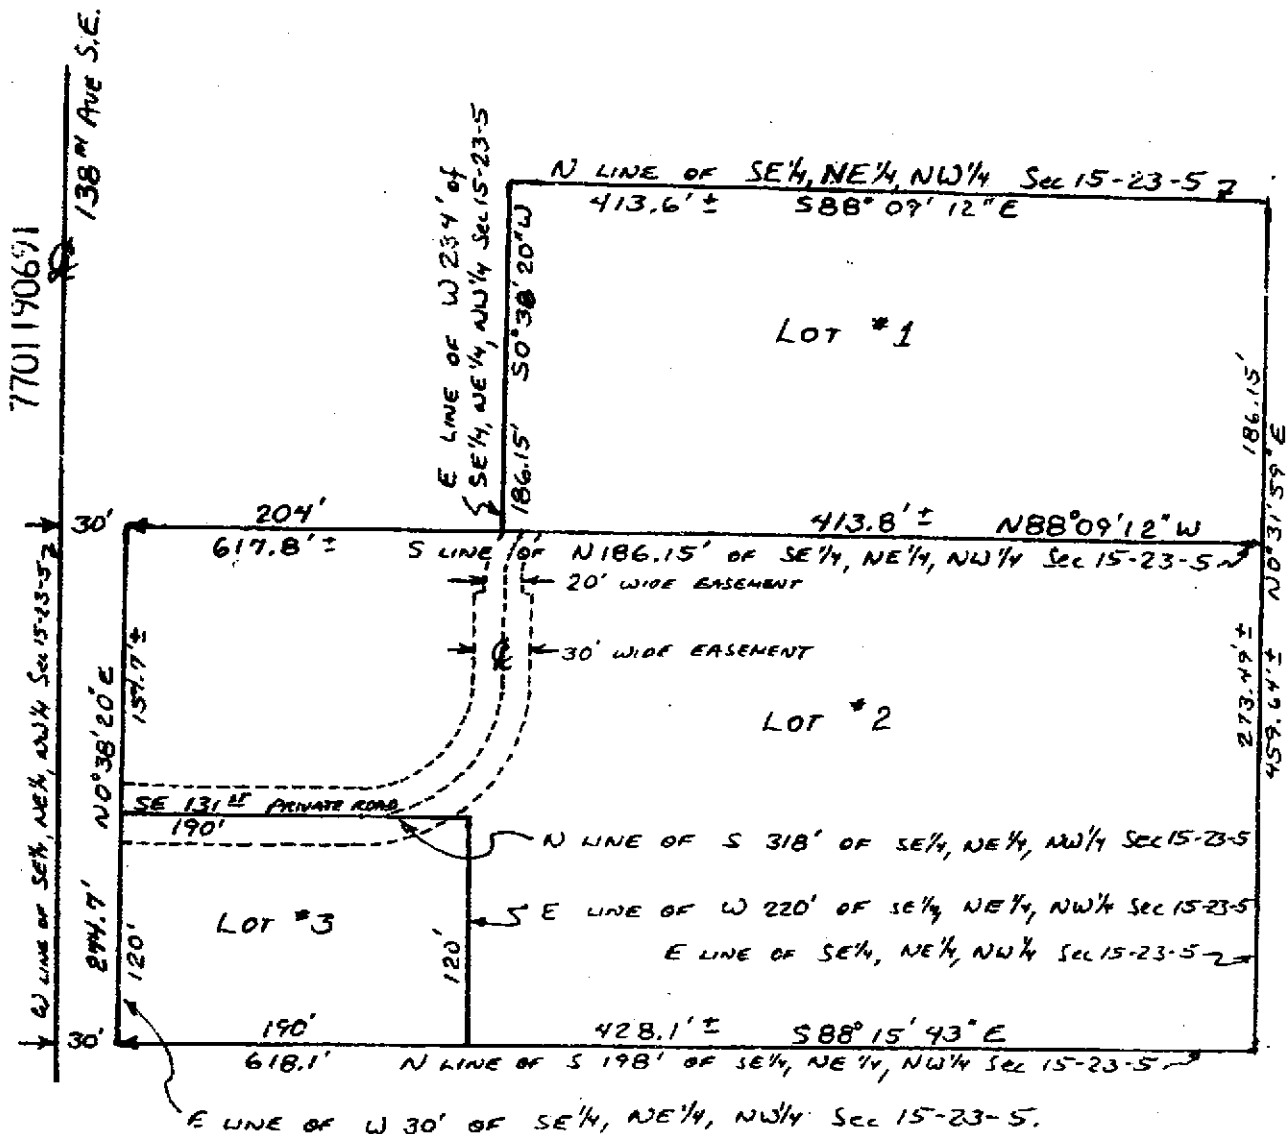 138TH AVE S.E.
7701190691
N LINE OF SE¼, NE¼, NW¼ Sec 15-23-5
413.6' ± S88° 09' 12" E
E LINE OF W 234' of
SE¼, NE¼, NW¼ Sec 15-23-5
186.15' S0°38'20"W
LOT #1
186.15'
N0°31'59"E
30'
204'
413.8' ± N88°09'12"W
617.8' ±
S LINE OF N186.15' OF SE¼, NE¼, NW¼ Sec 15-23-5
20' WIDE EASEMENT
30' WIDE EASEMENT
W LINE OF SE¼, NE¼, NW¼ Sec 15-23-5
N0°38'20"E
LOT #2
273.49' ±
459.64' ±
SE 131ST PRIVATE ROAD
190'
N LINE OF S 318' OF SE¼, NE¼, NW¼ Sec 15-23-5
E LINE OF W 220' OF SE¼, NE¼, NW¼ Sec 15-23-5
LOT #3
120'
120'
E LINE OF SE¼, NE¼, NW¼ Sec 15-23-5
30'
190'
428.1' ± S88° 15' 43" E
618.1'
N LINE OF S 198' OF SE¼, NE¼, NW¼ Sec 15-23-5
E LINE OF W 30' OF SE¼, NE¼, NW¼ Sec 15-23-5.